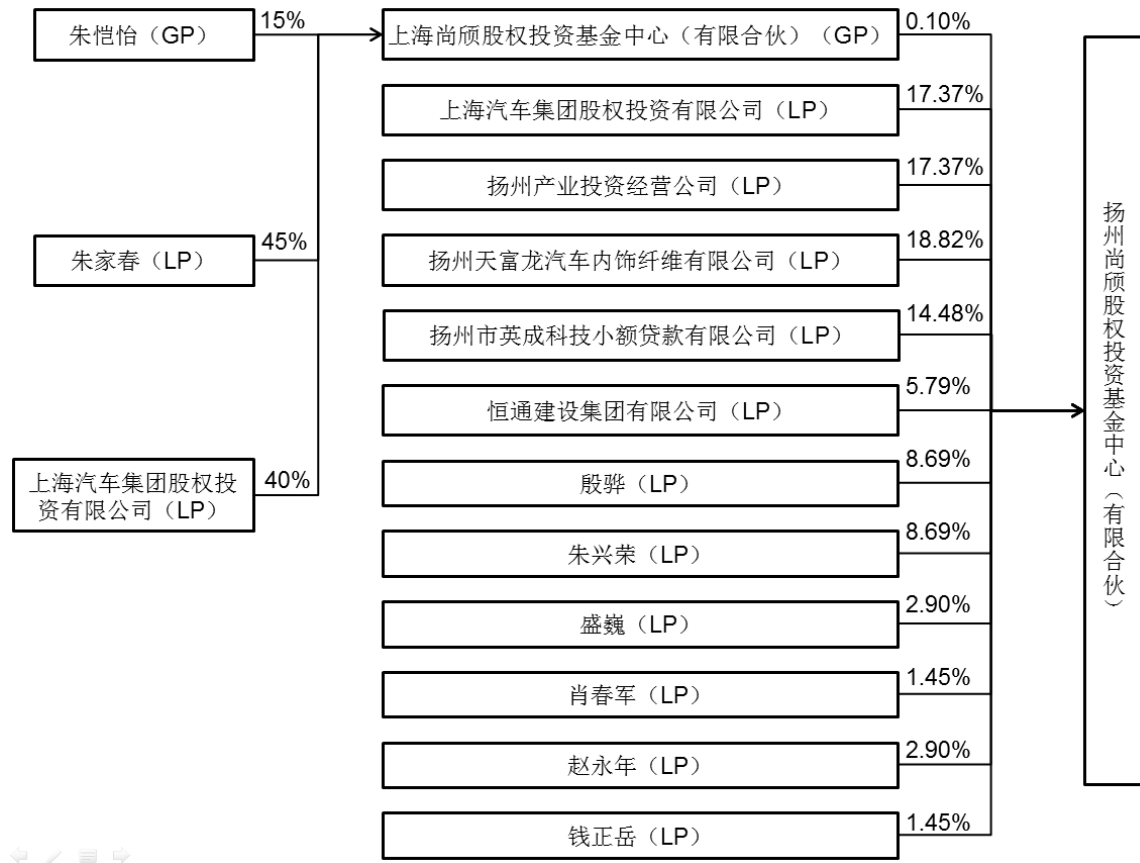 朱恺怡（GP）
15%
上海尚颀股权投资基金中心（有限合伙）（GP）
0.10%
上海汽车集团股权投资有限公司（LP）
17.37%
扬州产业投资经营公司（LP）
17.37%
朱家春（LP）
45%
扬州天富龙汽车内饰纤维有限公司（LP）
18.82%
扬州市英成科技小额贷款有限公司（LP）
14.48%
恒通建设集团有限公司（LP）
5.79%
上海汽车集团股权投
资有限公司（LP）
40%
殷骅（LP）
8.69%
朱兴荣（LP）
8.69%
盛巍（LP）
2.90%
肖春军（LP）
1.45%
赵永年（LP）
2.90%
钱正岳（LP）
1.45%
扬州尚颀股权投资基金中心（有限合伙）